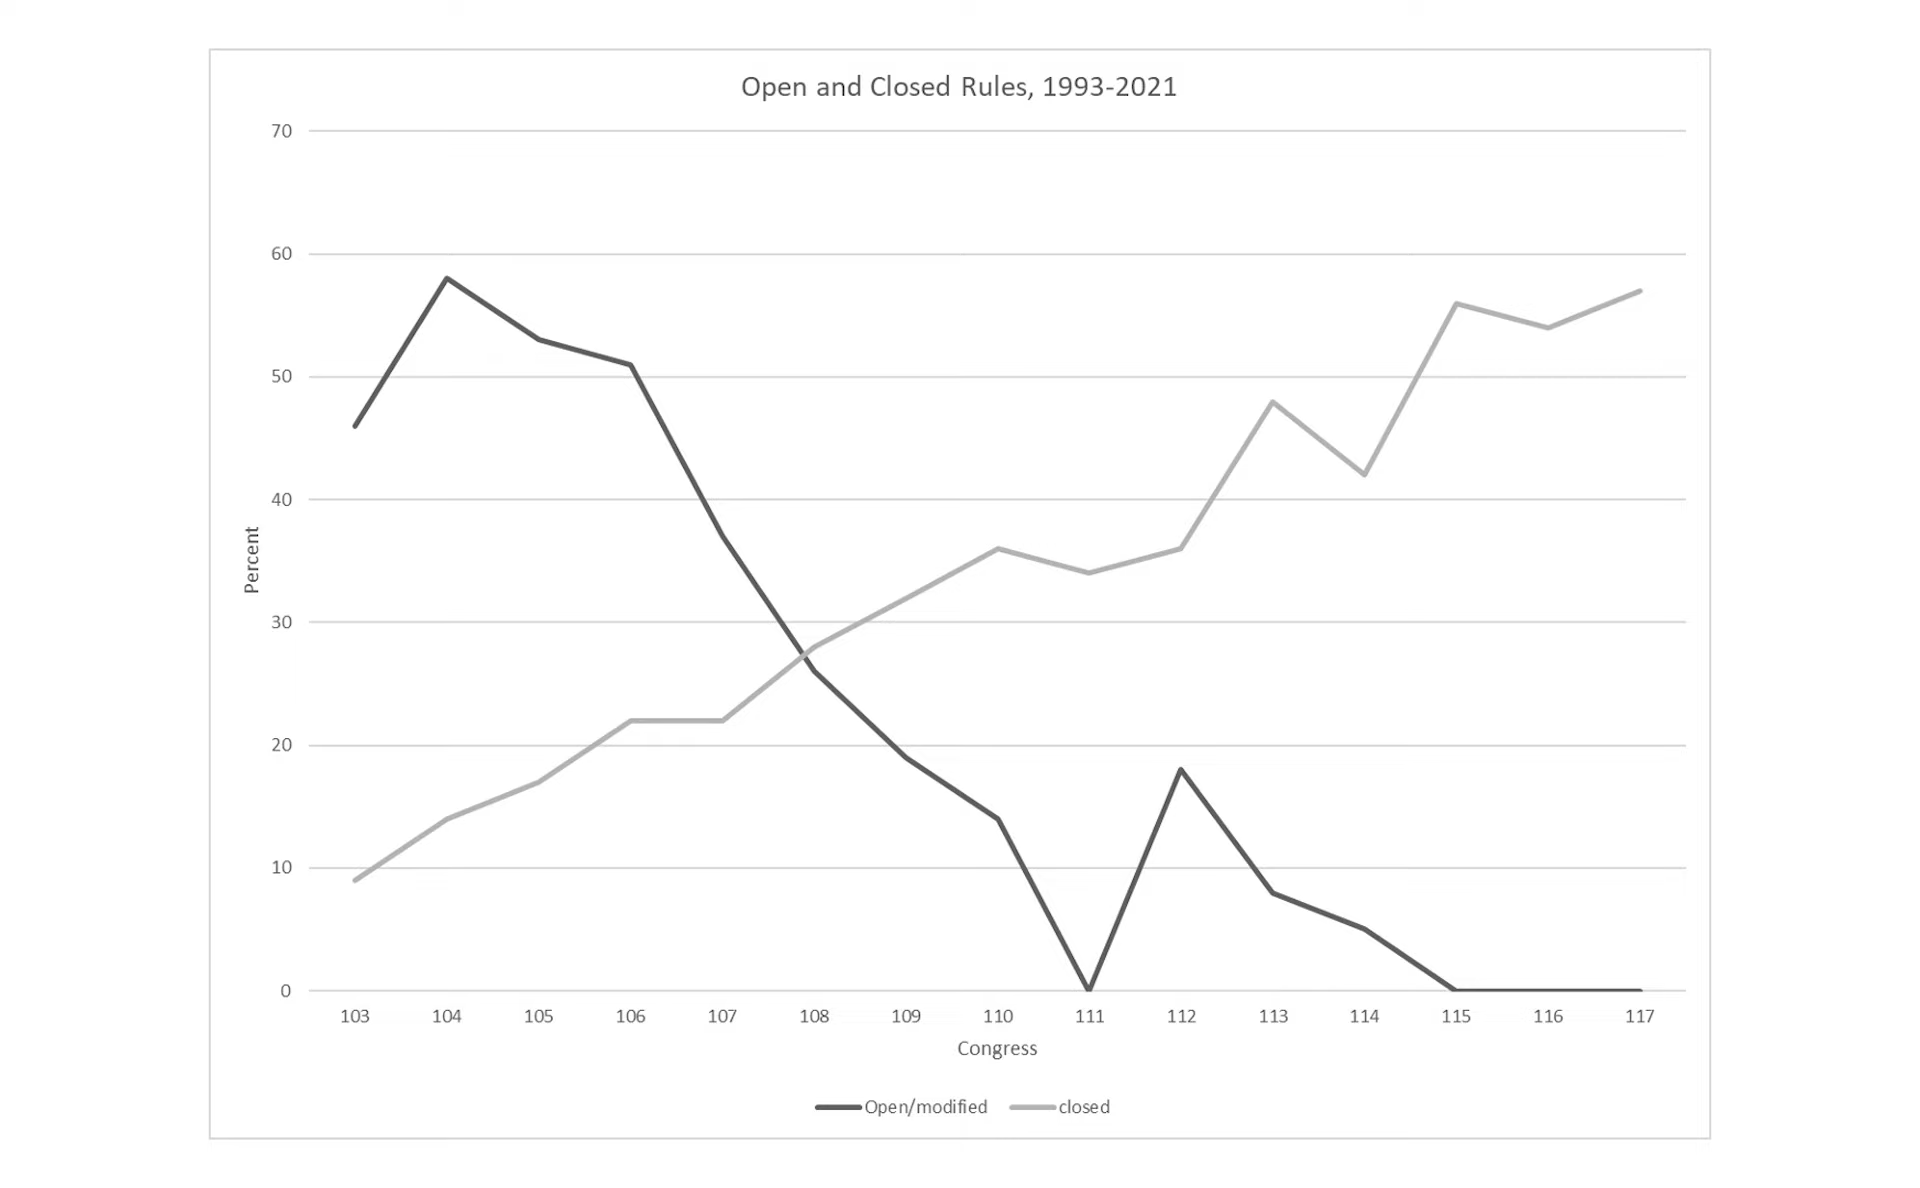 Open and Closed Rules, 1993-2021
70
60
50
40
30
20
10
0
Percent
103 104 105 106 107 108 109 110 111 112 113 114 115 116 117
Congress
Open/modified closed